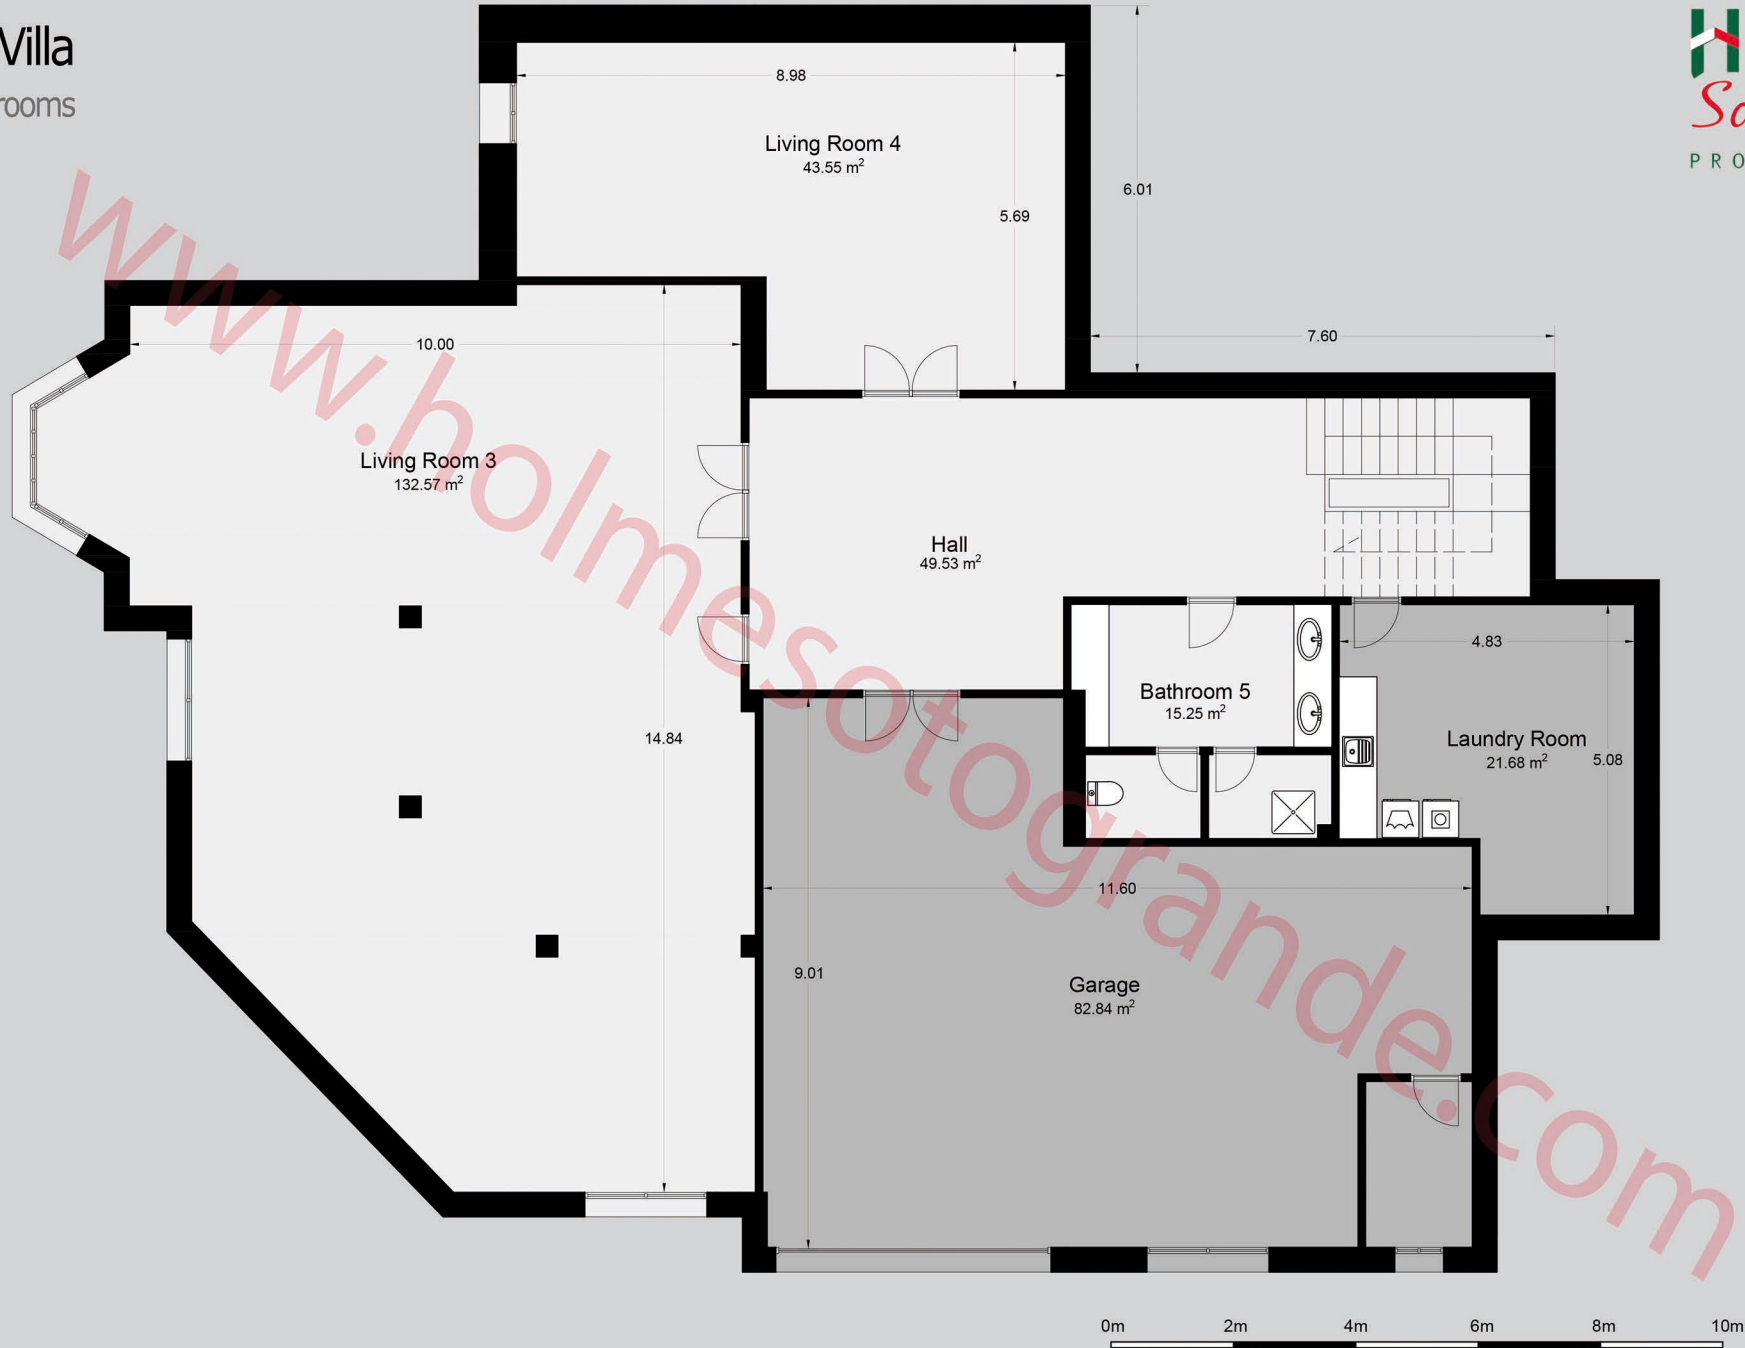 Villa
rooms
H
So
PRO
8.98
Living Room 4
43.55 m²
5.69
6.01
7.60
10.00
Living Room 3
132.57 m²
Hall
49.53 m²
4.83
Bathroom 5
15.25 m²
Laundry Room
21.68 m²
5.08
14.84
11.60
9.01
Garage
82.84 m²
www.holmesotogrande.com
0m 2m 4m 6m 8m 10m